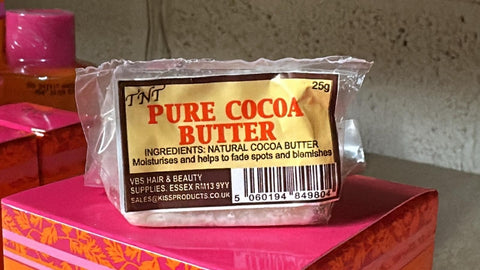 TNT
25g
PURE COCOA
BUTTER
INGREDIENTS: NATURAL COCOA BUTTER
Moisturises and helps to fade spots and blemishes
VBS HAIR & BEAUTY
SUPPLIES. ESSEX RM13 9YY
SALES@KISSPRODUCTS.CO.UK
5 060194 849804